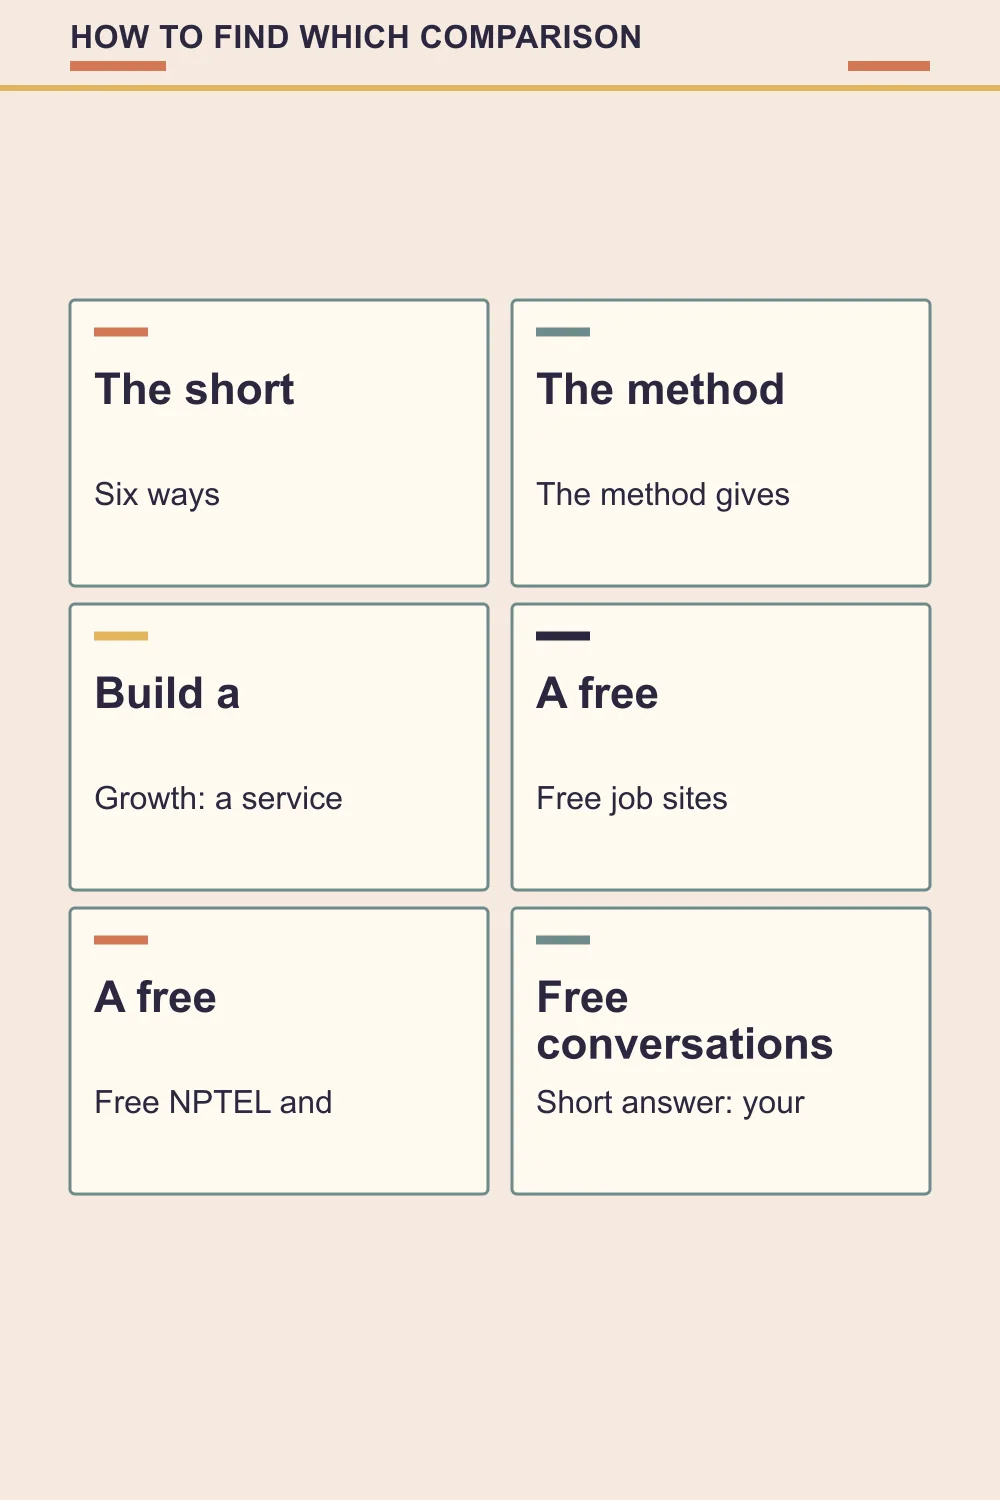 HOW TO FIND WHICH COMPARISON
The short
Six ways
The method
The method gives
Build a
Growth: a service
A free
Free job sites
A free
Free NPTEL and
Free
conversations
Short answer: your